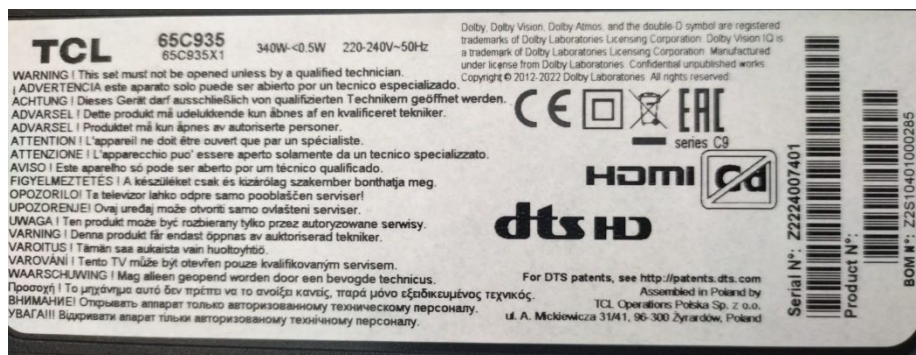 TCL
65C935
65C935X1
340W-<0.5W 220-240V~50Hz
WARNING ! This set must not be opened unless by a qualified technician.
¡ ADVERTENCIA este aparato solo puede ser abierto por un tecnico especializado.
ACHTUNG ! Dieses Gerät darf ausschließlich von qualifizierten Technikern geöffnet werden.
ADVARSEL ! Dette produkt må udelukkende kun åbnes af en kvalificeret tekniker.
ADVARSEL ! Produktet må kun åpnes av autoriserte personer.
ATTENTION ! L'appareil ne doit être ouvert que par un spécialiste.
ATTENZIONE ! L'apparecchio puo' essere aperto solamente da un tecnico specializzato.
AVISO ! Este aparelho só pode ser aberto por um técnico qualificado.
FIGYELMEZTETÉS ! A készüléket csak és kizárólag szakember bonthatja meg.
OPOZORILO! Ta televizor lahko odpre samo pooblaščen serviser!
UPOZORENJE! Ovaj uređaj može otvoriti samo ovlašteni serviser.
UWAGA ! Ten produkt może być rozbierany tylko przez autoryzowane serwisy.
VARNING ! Denna produkt får endast öppnas av auktoriserad tekniker.
VAROITUS ! Tämän saa aukaista vain huoltoyhtiö.
VAROVÁNÍ ! Tento TV může být otevřen pouze kvalifikovaným servisem.
WAARSCHUWING ! Mag alleen geopend worden door een bevoegde technicus.
Προσοχή ! Το μηχάνημα αυτό δεν πρέπει να το ανοίξει κανείς, παρά μόνο εξειδικευμένος τεχνικός.
ВНИМАНИЕ! Открывать аппарат только авторизованному техническому персоналу.
УВАГА!!! Відкривати апарат тільки авторизованому технічному персоналу.
Dolby, Dolby Vision, Dolby Atmos, and the double-D symbol are registered
trademarks of Dolby Laboratories Licensing Corporation. Dolby Vision IQ is
a trademark of Dolby Laboratories Licensing Corporation. Manufactured
under license from Dolby Laboratories. Confidential unpublished works.
Copyright © 2012-2022 Dolby Laboratories. All rights reserved.
CE EAC
series C9
HDMI Cd
dts HD
For DTS patents, see http://patents.dts.com
Assembled in Poland by
TCL Operations Polska Sp. z o.o.
ul. A. Mickiewicza 31/41, 96-300 Żyrardów, Poland
Serial Nº: Z22240007401
Product Nº:
BOM Nº: Z2510401000285